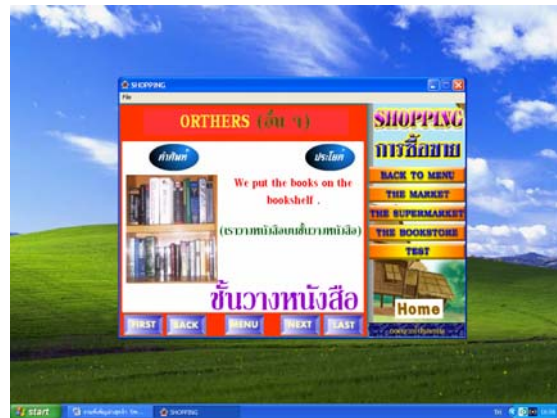 SHOPPING
File
ORTHERS (อื่น ๆ)
คำศัพท์
ประโยค
We put the books on the
bookshelf .
(เราวางหนังสือบนชั้นวางหนังสือ)
ชั้นวางหนังสือ
FIRST
BACK
MENU
NEXT
LAST
SHOPPING
การซื้อขาย
BACK TO MENU
THE MARKET
THE SUPERMARKET
THE BOOKSTORE
TEST
Home
start
SHOPPING
TH